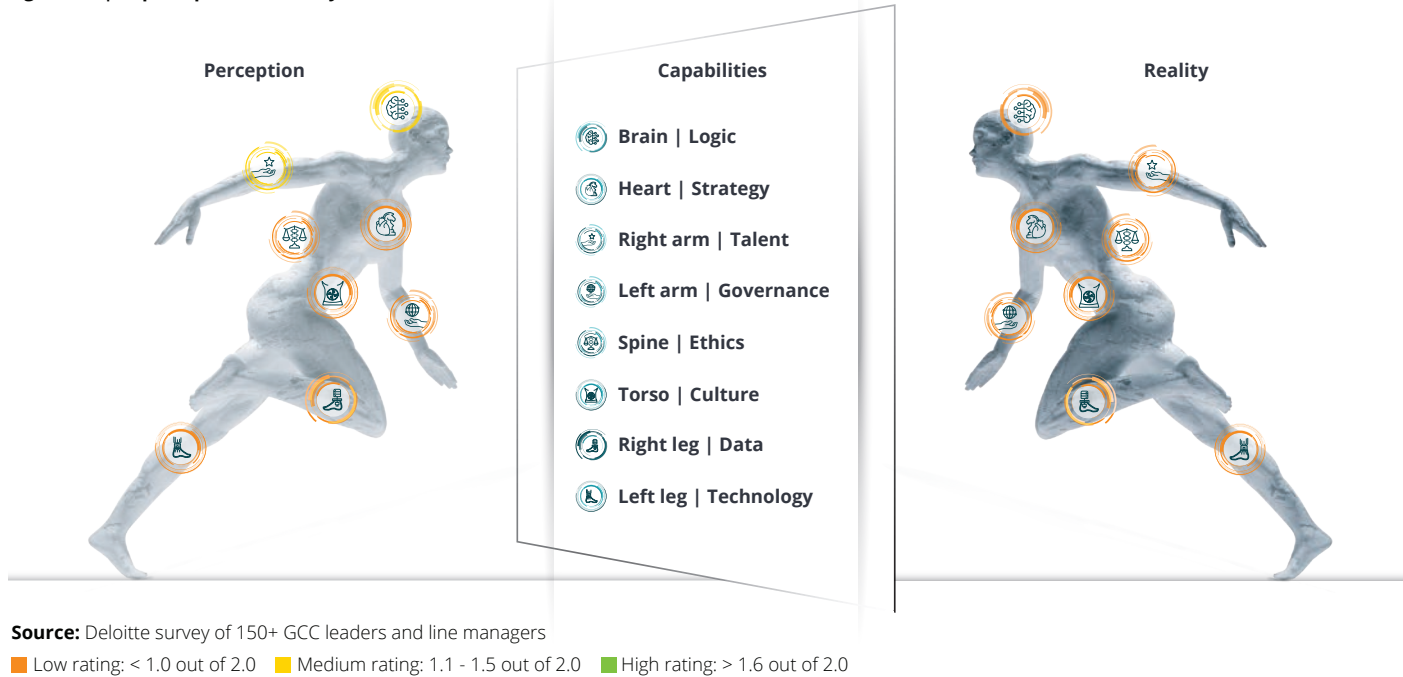 Perception
Capabilities
Reality
Brain | Logic
Heart | Strategy
Right arm | Talent
Left arm | Governance
Spine | Ethics
Torso | Culture
Right leg | Data
Left leg | Technology
Source: Deloitte survey of 150+ GCC leaders and line managers
Low rating: < 1.0 out of 2.0 Medium rating: 1.1 - 1.5 out of 2.0 High rating: > 1.6 out of 2.0